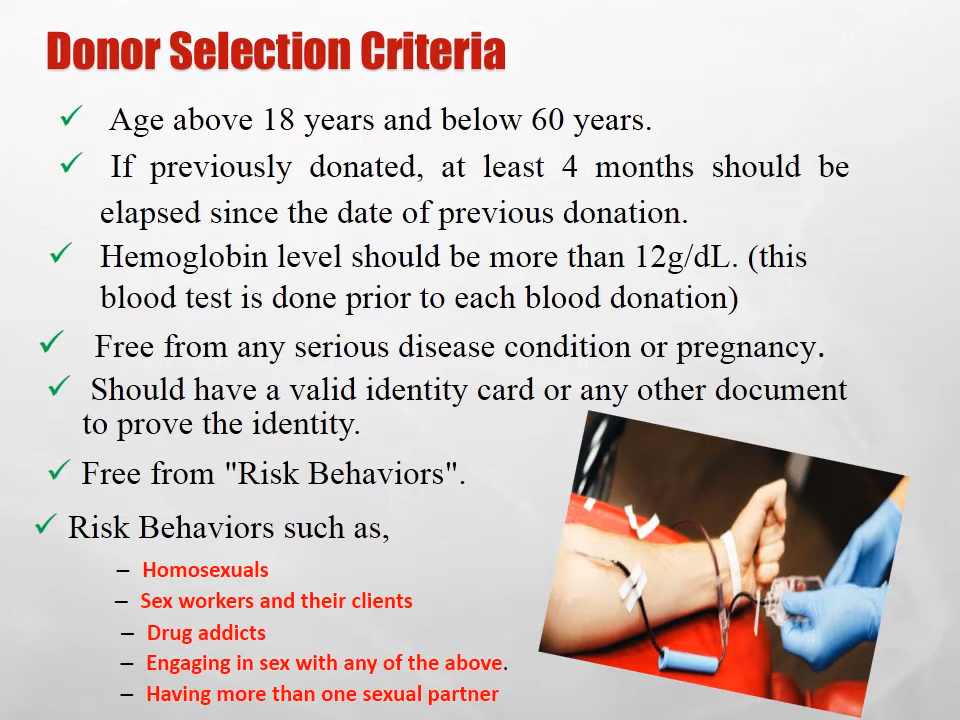 Donor Selection Criteria
✓ Age above 18 years and below 60 years.
✓ If previously donated, at least 4 months should be
elapsed since the date of previous donation.
✓ Hemoglobin level should be more than 12g/dL. (this
blood test is done prior to each blood donation)
✓ Free from any serious disease condition or pregnancy.
✓ Should have a valid identity card or any other document
to prove the identity.
✓ Free from "Risk Behaviors".
✓ Risk Behaviors such as,
– Homosexuals
– Sex workers and their clients
– Drug addicts
– Engaging in sex with any of the above.
– Having more than one sexual partner